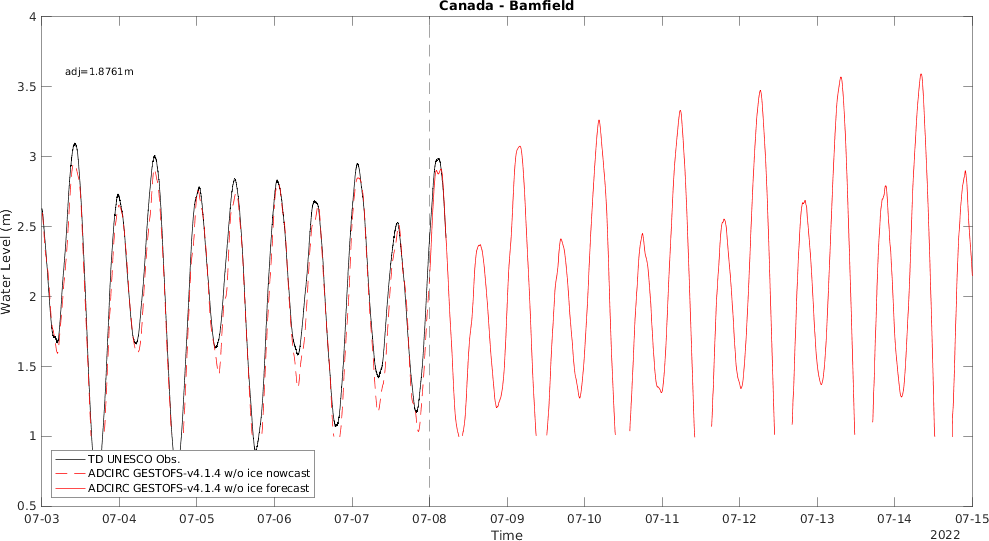 Canada - Bamfield
4
adj=1.8761m
3.5
3
2.5
Water Level (m)
2
1.5
1
TD UNESCO Obs.
ADCIRC GESTOFS-v4.1.4 w/o ice nowcast
ADCIRC GESTOFS-v4.1.4 w/o ice forecast
0.5
07-03 07-04 07-05 07-06 07-07 07-08 07-09 07-10 07-11 07-12 07-13 07-14 07-15
Time
2022